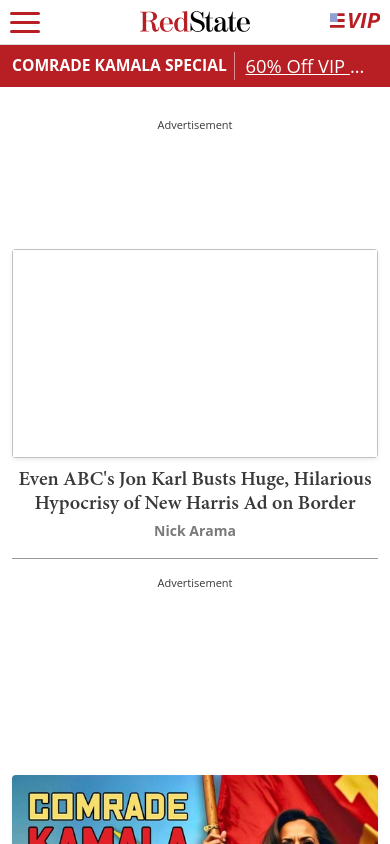 RedState
VIP
COMRADE KAMALA SPECIAL
60% Off VIP ...
Advertisement
Even ABC's Jon Karl Busts Huge, Hilarious
Hypocrisy of New Harris Ad on Border
Nick Arama
Advertisement
COMRADE
KAMALA